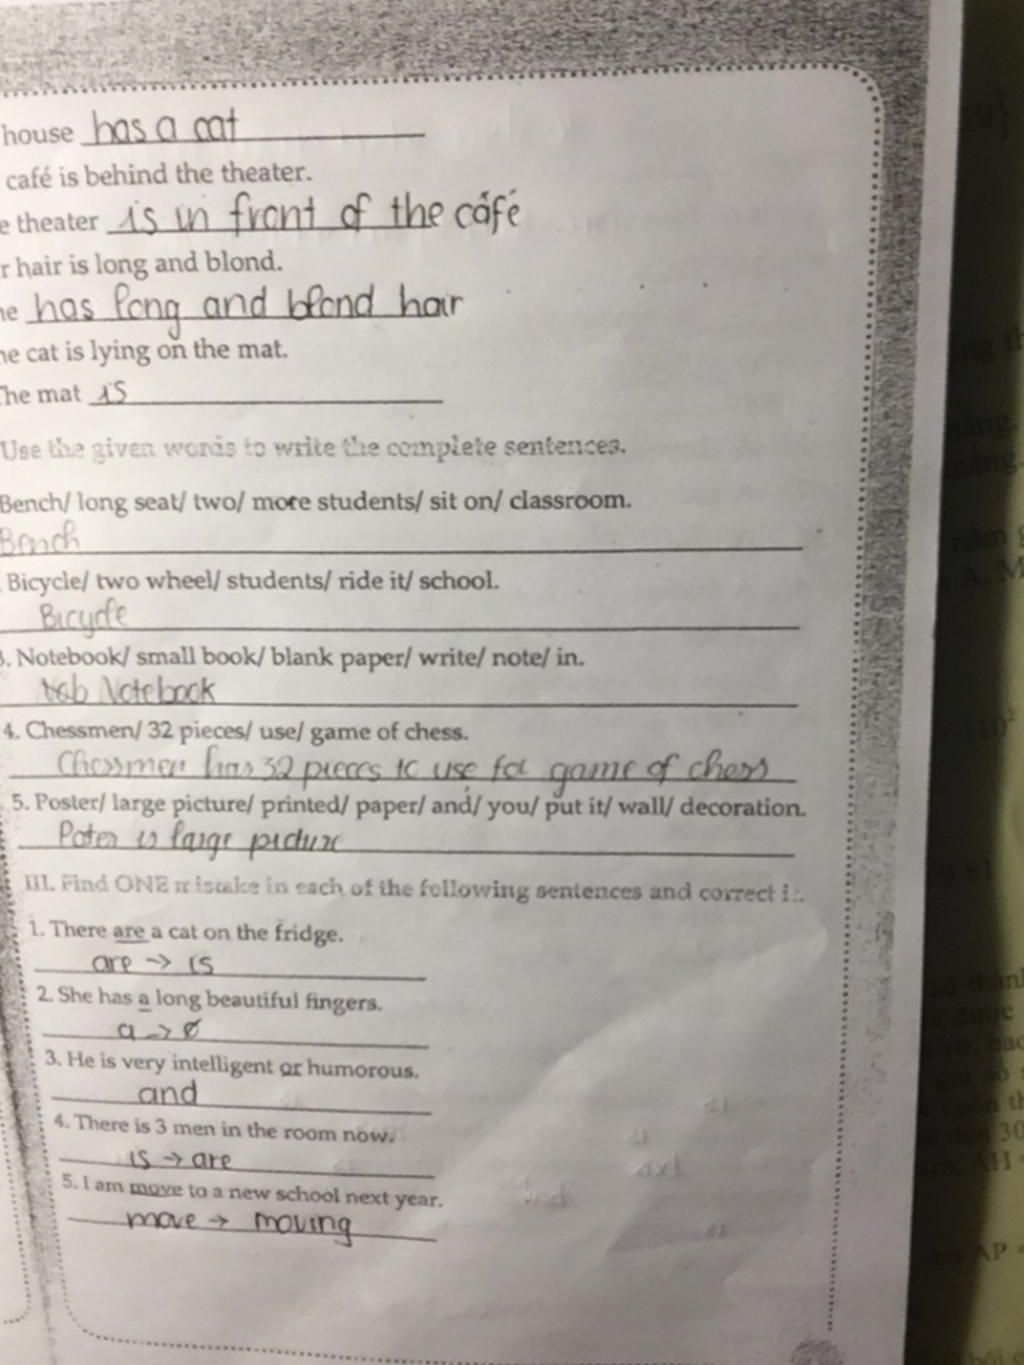 house has a cat
café is behind the theater.
e theater is in front of the café
r hair is long and blond.
he has long and blond hair
he cat is lying on the mat.
The mat is
Use the given words to write the complete sentences.
Bench/ long seat/ two/ more students/ sit on/ classroom.
Bench
Bicycle/ two wheel/ students/ ride it/ school.
Bicycle
3. Notebook/ small book/ blank paper/ write/ note/ in.
Notebook
4. Chessmen/ 32 pieces/ use/ game of chess.
Chessmen has 32 pieces to use for game of chess
5. Poster/ large picture/ printed/ paper/ and/ you/ put it/ wall/ decoration.
Poter is large picture
III. Find ONE mistake in each of the following sentences and correct i
1. There are a cat on the fridge.
are → is
2. She has a long beautiful fingers.
a → Ø
3. He is very intelligent or humorous.
and
4. There is 3 men in the room now.
is → are
5. I am move to a new school next year.
move → moving